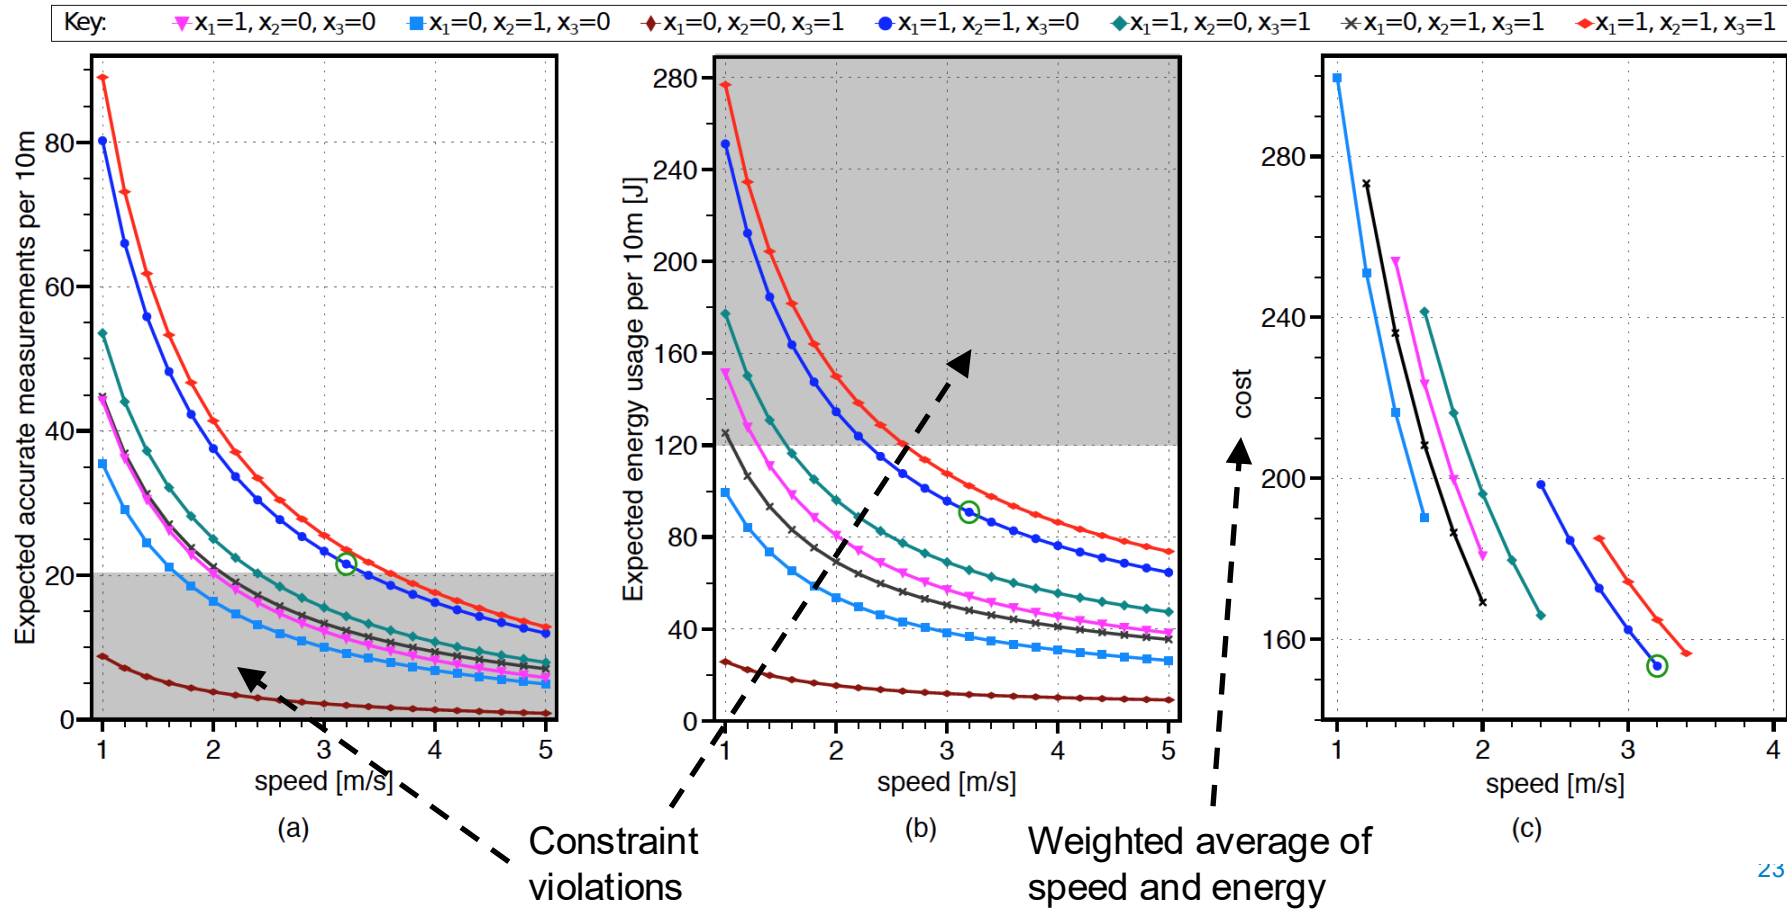 Key: x₁=1, x₂=0, x₃=0 x₁=0, x₂=1, x₃=0 x₁=0, x₂=0, x₃=1 x₁=1, x₂=1, x₃=0 x₁=1, x₂=0, x₃=1 x₁=0, x₂=1, x₃=1 x₁=1, x₂=1, x₃=1
Expected accurate measurements per 10m
80
60
40
20
0
1 2 3 4 5
speed [m/s]
(a)
Expected energy usage per 10m [J]
280
240
200
160
120
80
40
0
1 2 3 4 5
speed [m/s]
(b)
cost
280
240
200
160
1 2 3 4
speed [m/s]
(c)
Constraint
violations
Weighted average of
speed and energy
23